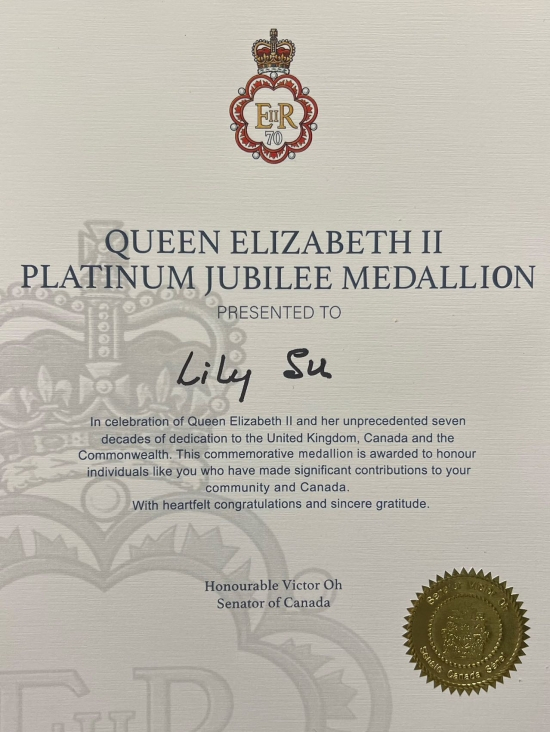 EIIR
70
QUEEN ELIZABETH II
PLATINUM JUBILEE MEDALLION
PRESENTED TO
Lily Su
In celebration of Queen Elizabeth II and her unprecedented seven
decades of dedication to the United Kingdom, Canada and the
Commonwealth. This commemorative medallion is awarded to honour
individuals like you who have made significant contributions to your
community and Canada.
With heartfelt congratulations and sincere gratitude.
Honourable Victor Oh
Senator of Canada
EIIR